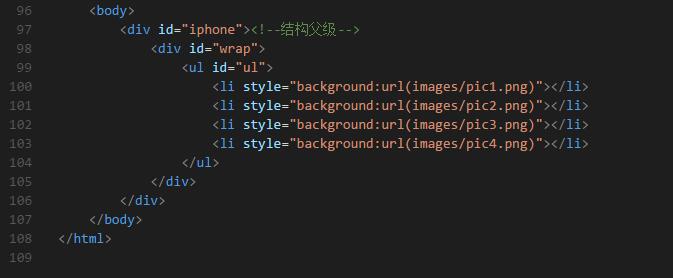 96 <body>
97 <div id="iphone"><!--结构父级-->
98 <div id="wrap">
99 <ul id="ul">
100 <li style="background:url(images/pic1.png)"></li>
101 <li style="background:url(images/pic2.png)"></li>
102 <li style="background:url(images/pic3.png)"></li>
103 <li style="background:url(images/pic4.png)"></li>
104 </ul>
105 </div>
106 </div>
107 </body>
108 </html>
109